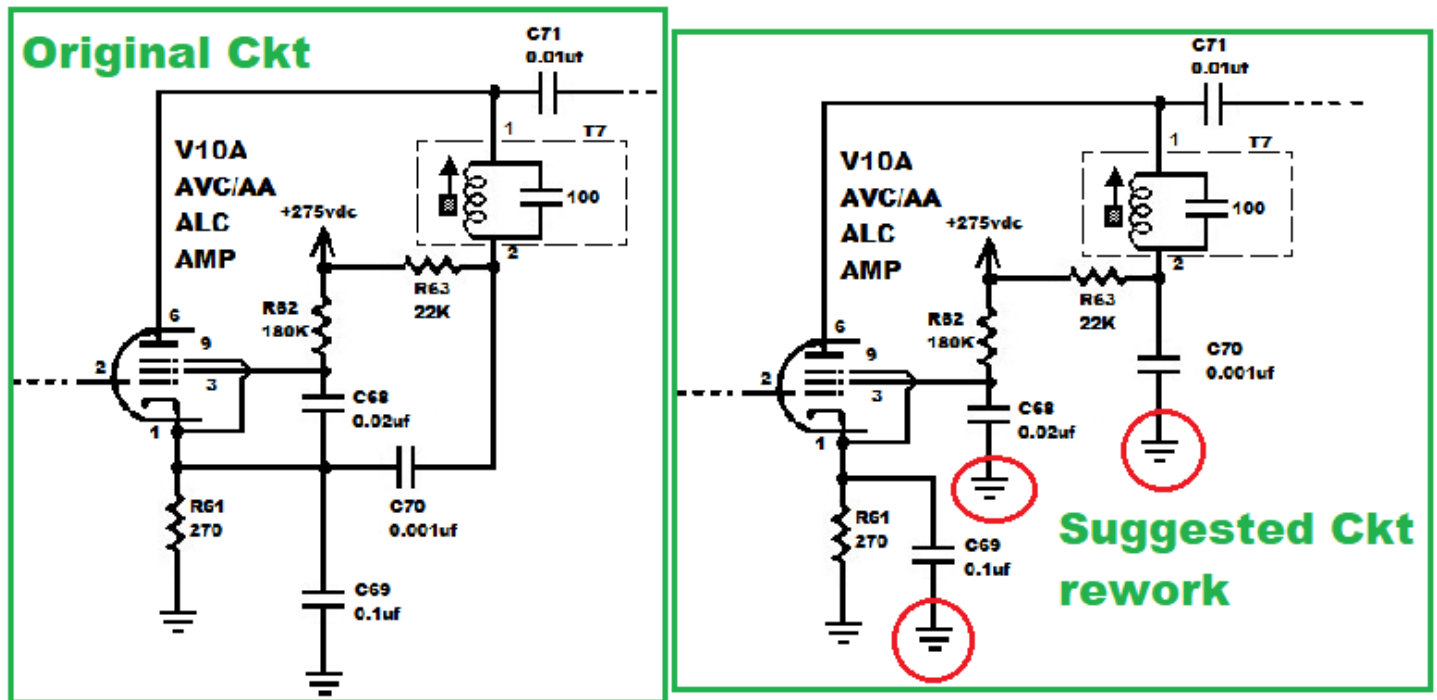 Original Ckt
C71
0.01uf
1
T7
V10A
AVC/AA
ALC
AMP
+275vdc
100
2
R63
22K
R62
180K
6
9
2
3
1
C68
0.02uf
C70
0.001uf
R61
270
C69
0.1uf
C71
0.01uf
1
T7
V10A
AVC/AA
ALC
AMP
+275vdc
100
2
R63
22K
R62
180K
6
9
2
3
1
C70
0.001uf
C68
0.02uf
R61
270
C69
0.1uf
Suggested Ckt
rework